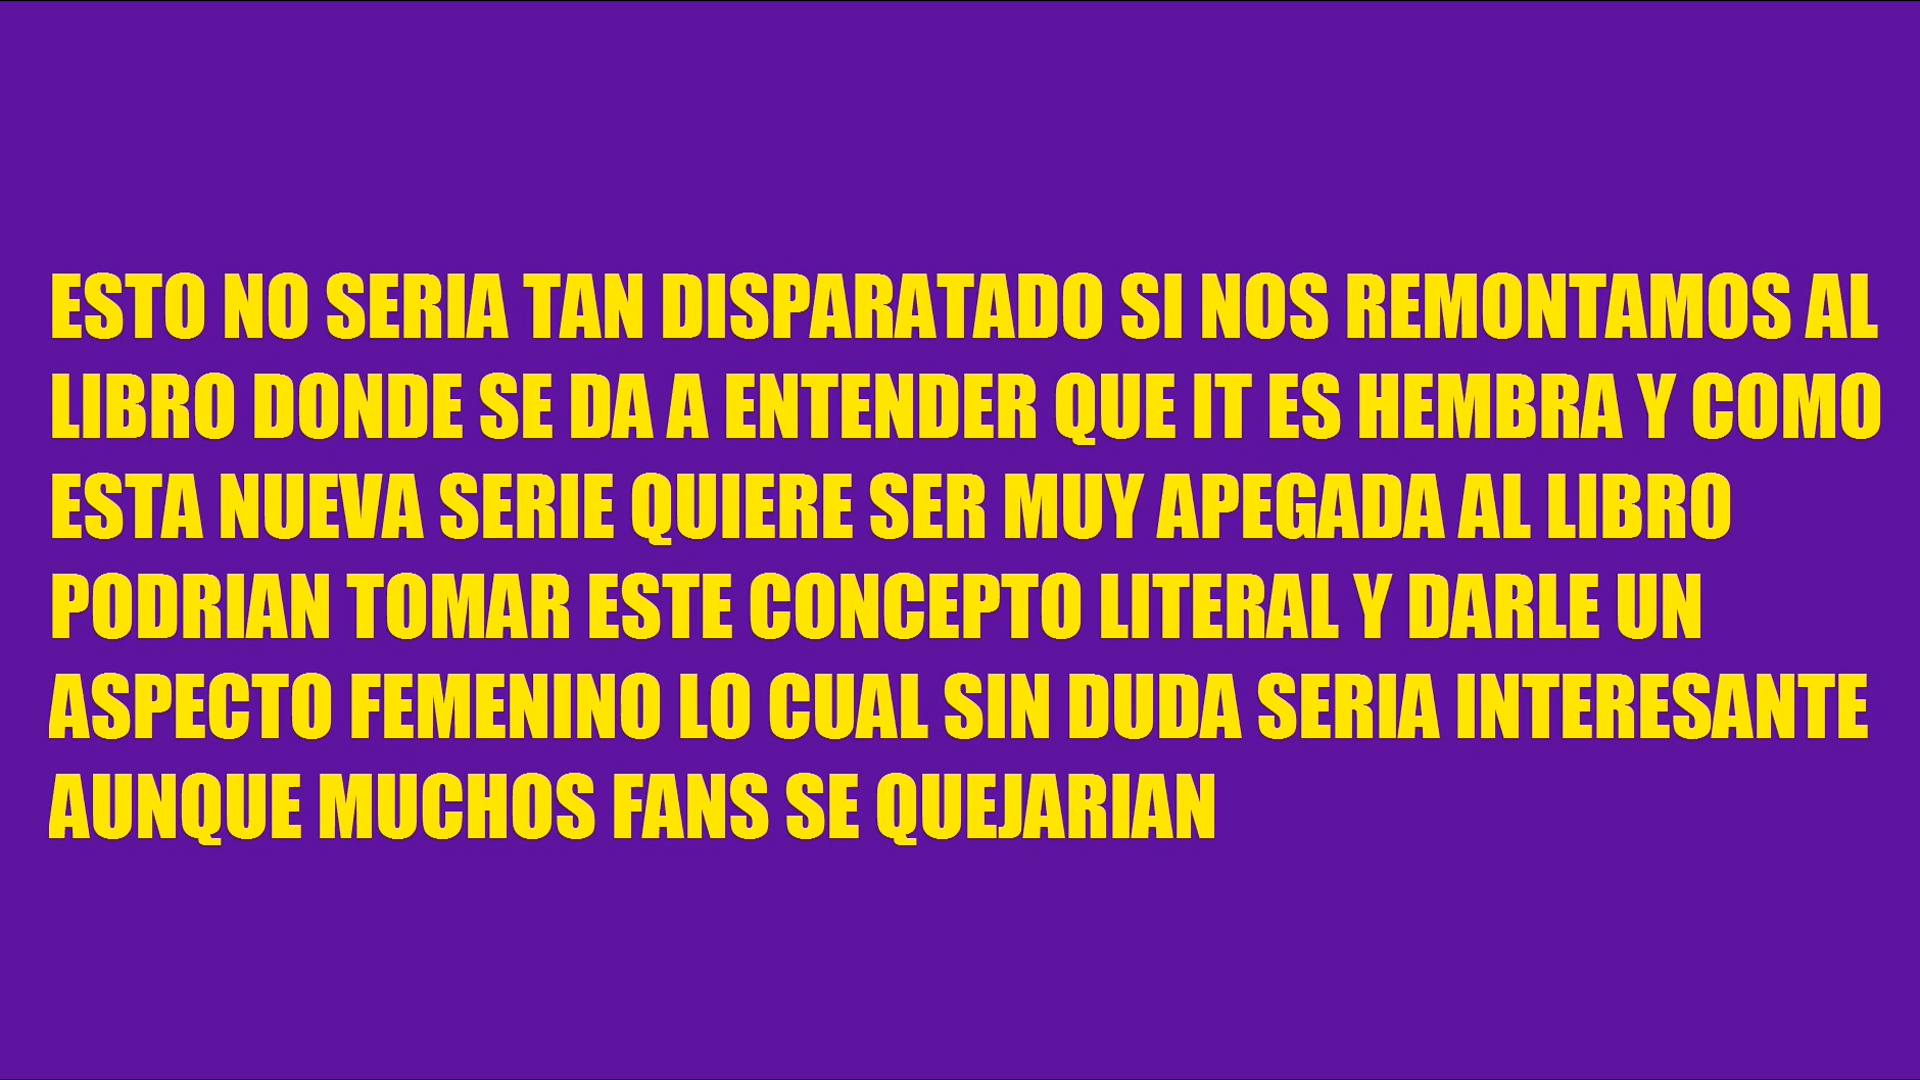 ESTO NO SERIA TAN DISPARATADO SI NOS REMONTAMOS AL
LIBRO DONDE SE DA A ENTENDER QUE IT ES HEMBRA Y COMO
ESTA NUEVA SERIE QUIERE SER MUY APEGADA AL LIBRO
PODRIAN TOMAR ESTE CONCEPTO LITERAL Y DARLE UN
ASPECTO FEMENINO LO CUAL SIN DUDA SERIA INTERESANTE
AUNQUE MUCHOS FANS SE QUEJARIAN